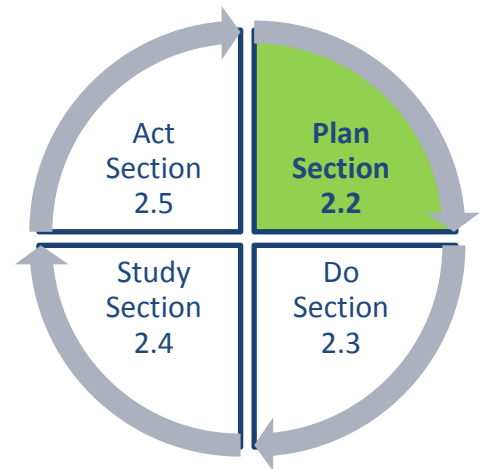 Act
Section
2.5
Plan
Section
2.2
Study
Section
2.4
Do
Section
2.3